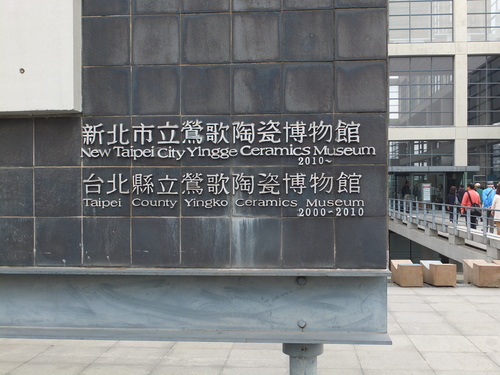 新北市立鶯歌陶瓷博物館
New Taipei City Yingge Ceramics Museum
2010~
台北縣立鶯歌陶瓷博物館
Taipei County Yingko Ceramics Museum
2000-2010